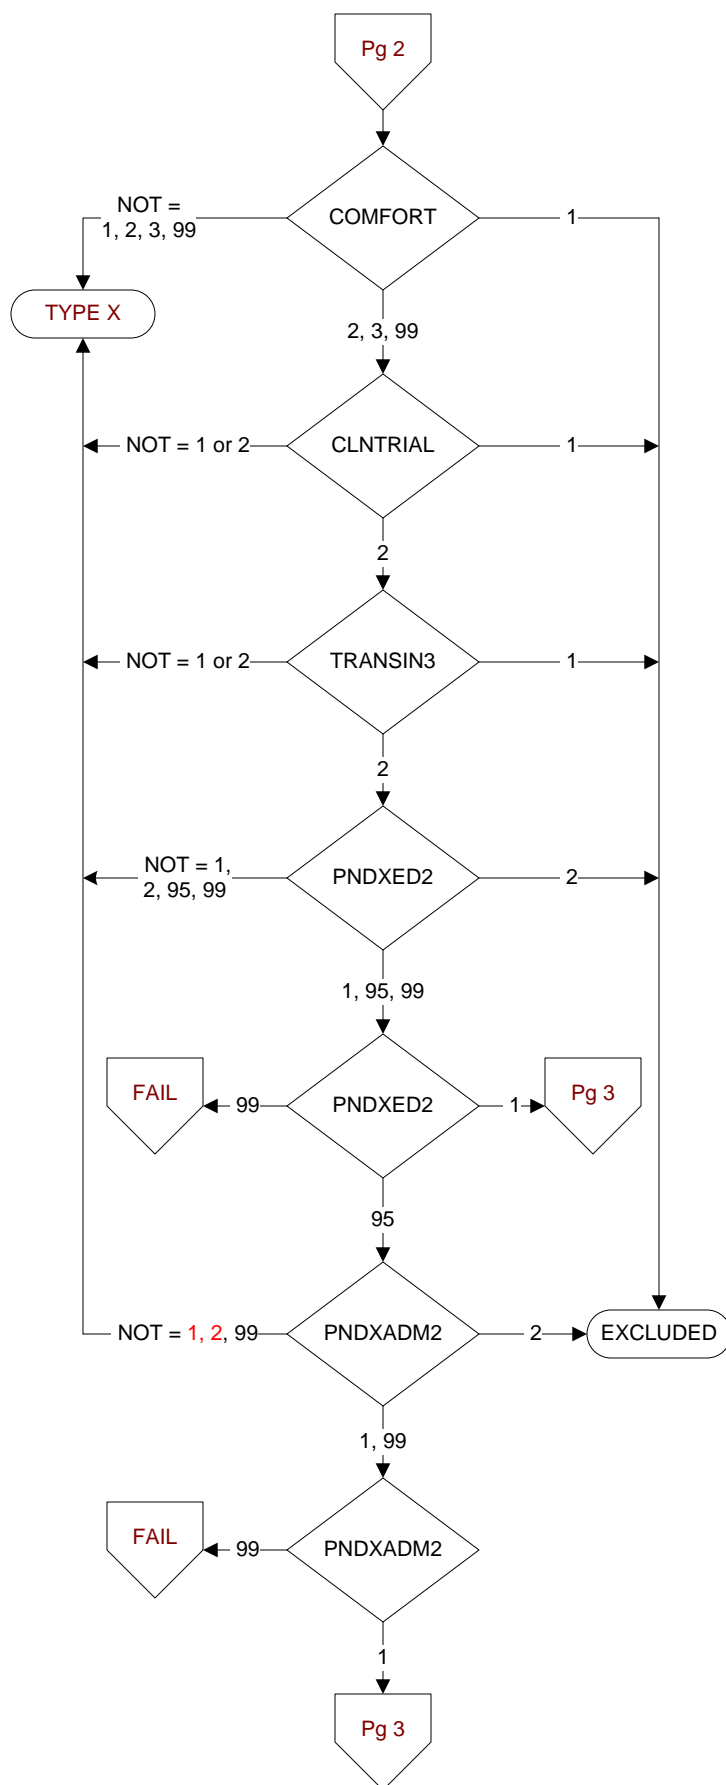 Pg 2
NOT =
1, 2, 3, 99
COMFORT
1
TYPE X
2, 3, 99
NOT = 1 or 2
CLNTRIAL
1
2
NOT = 1 or 2
TRANSIN3
1
2
NOT = 1,
2, 95, 99
PNDXED2
2
1, 95, 99
FAIL
99
PNDXED2
1
Pg 3
95
NOT = 1, 2, 99
PNDXADM2
2
EXCLUDED
1, 99
FAIL
99
PNDXADM2
1
Pg 3